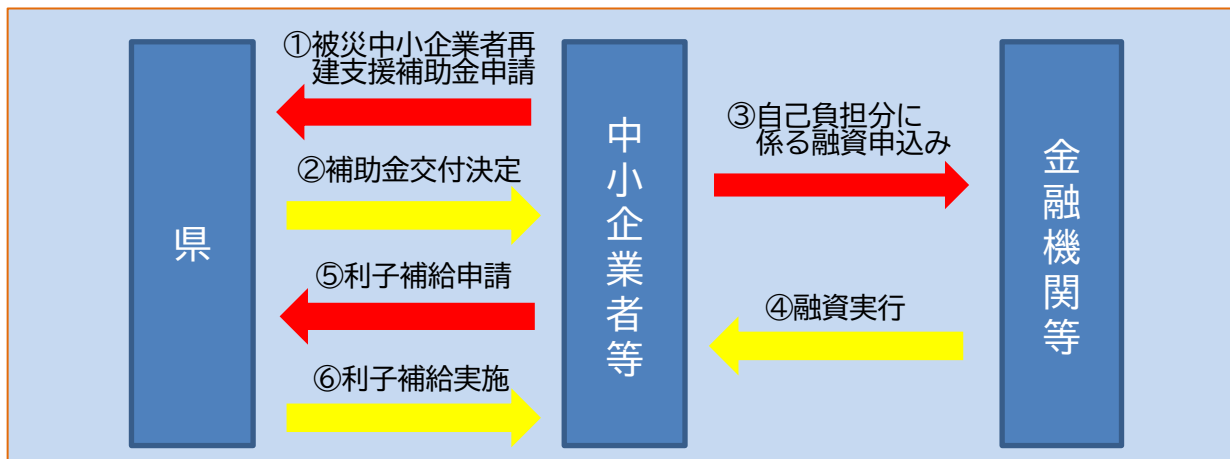 ①被災中小企業者再
建支援補助金申請
②補助金交付決定
⑤利子補給申請
⑥利子補給実施
③自己負担分に
係る融資申込み
④融資実行
県
中小企業者等
金融機関等